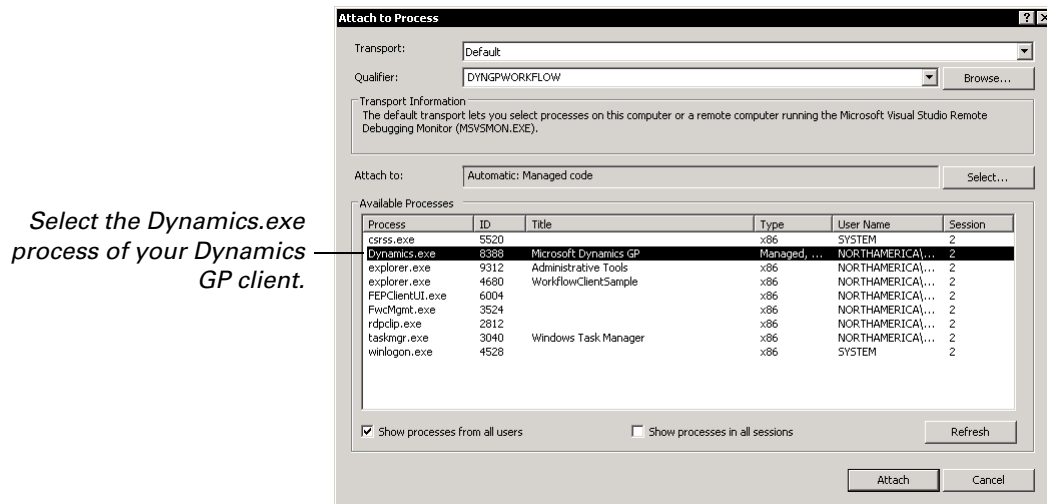 Attach to Process
Transport:
Default
Qualifier:
DYNGPWORKFLOW
Browse...
Transport Information
The default transport lets you select processes on this computer or a remote computer running the Microsoft Visual Studio Remote
Debugging Monitor (MSVSMON.EXE).
Attach to:
Automatic: Managed code
Select...
Available Processes
Process ID Title Type User Name Session
csrss.exe 5520 x86 SYSTEM 2
Dynamics.exe 8388 Microsoft Dynamics GP Managed, ... NORTHAMERICA\... 2
explorer.exe 9312 Administrative Tools x86 NORTHAMERICA\... 2
explorer.exe 4680 WorkflowClientSample x86 NORTHAMERICA\... 2
FEPClientUI.exe 6004 x86 NORTHAMERICA\... 2
FwcMgmt.exe 3524 x86 NORTHAMERICA\... 2
rdpclip.exe 2812 x86 NORTHAMERICA\... 2
taskmgr.exe 3040 Windows Task Manager x86 NORTHAMERICA\... 2
winlogon.exe 4528 x86 SYSTEM 2
Show processes from all users
Show processes in all sessions
Refresh
Attach
Cancel
Select the Dynamics.exe
process of your Dynamics
GP client.